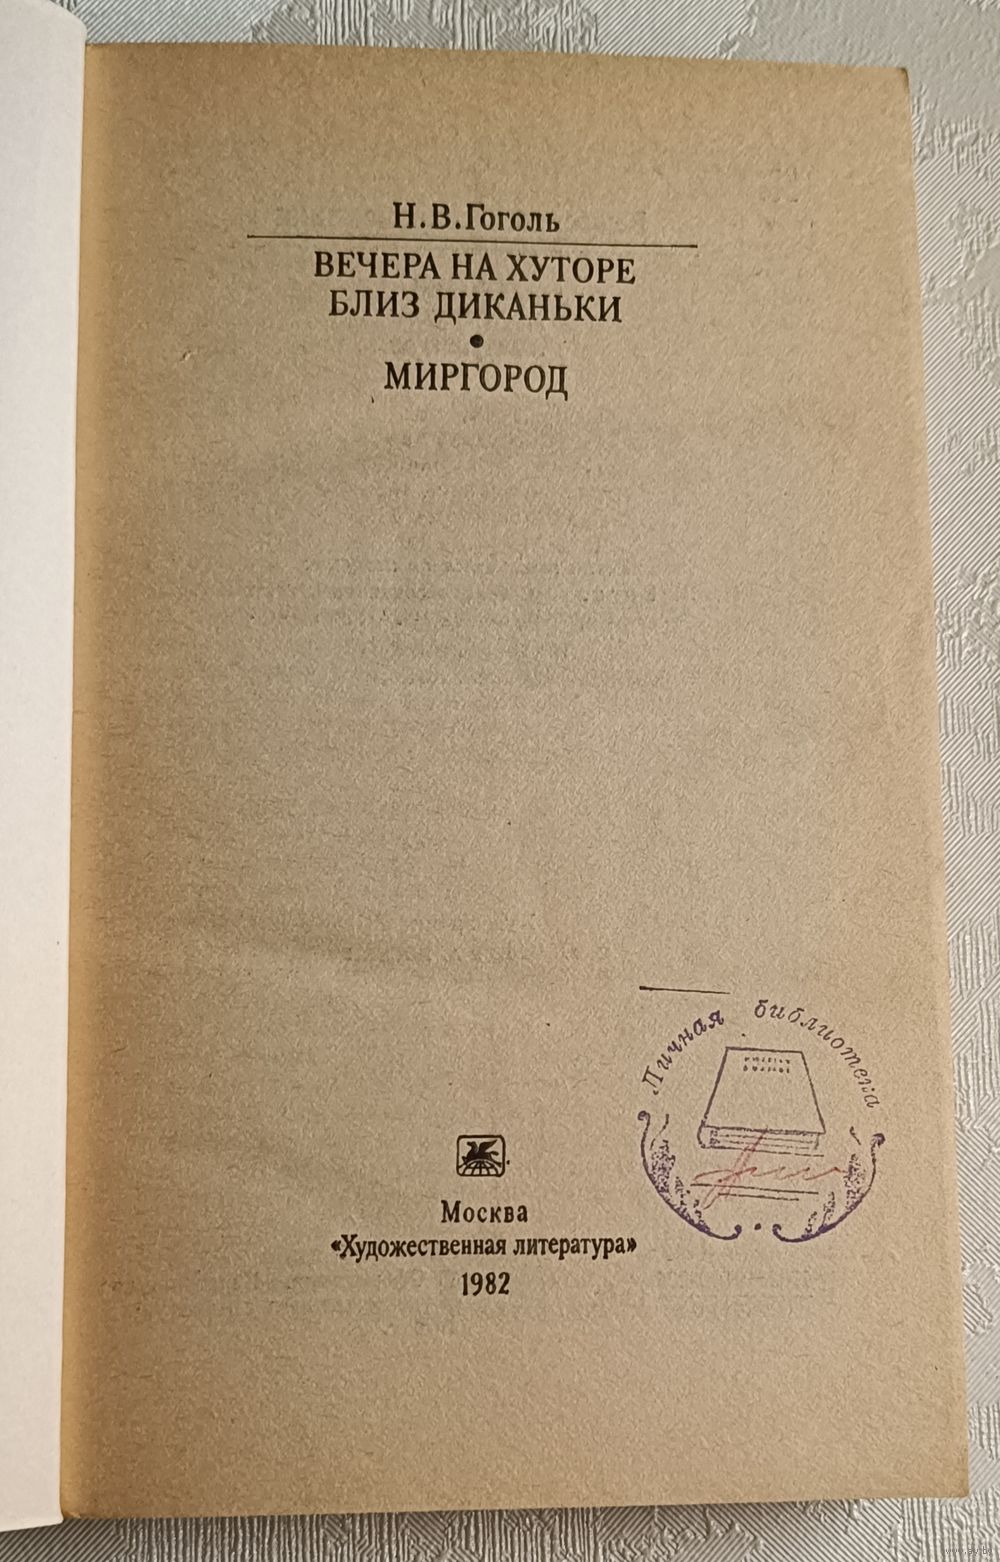 Н.В.Гоголь
ВЕЧЕРА НА ХУТОРЕ
БЛИЗ ДИКАНЬКИ
•
МИРГОРОД
Личная библиотека
Москва
«Художественная литература»
1982